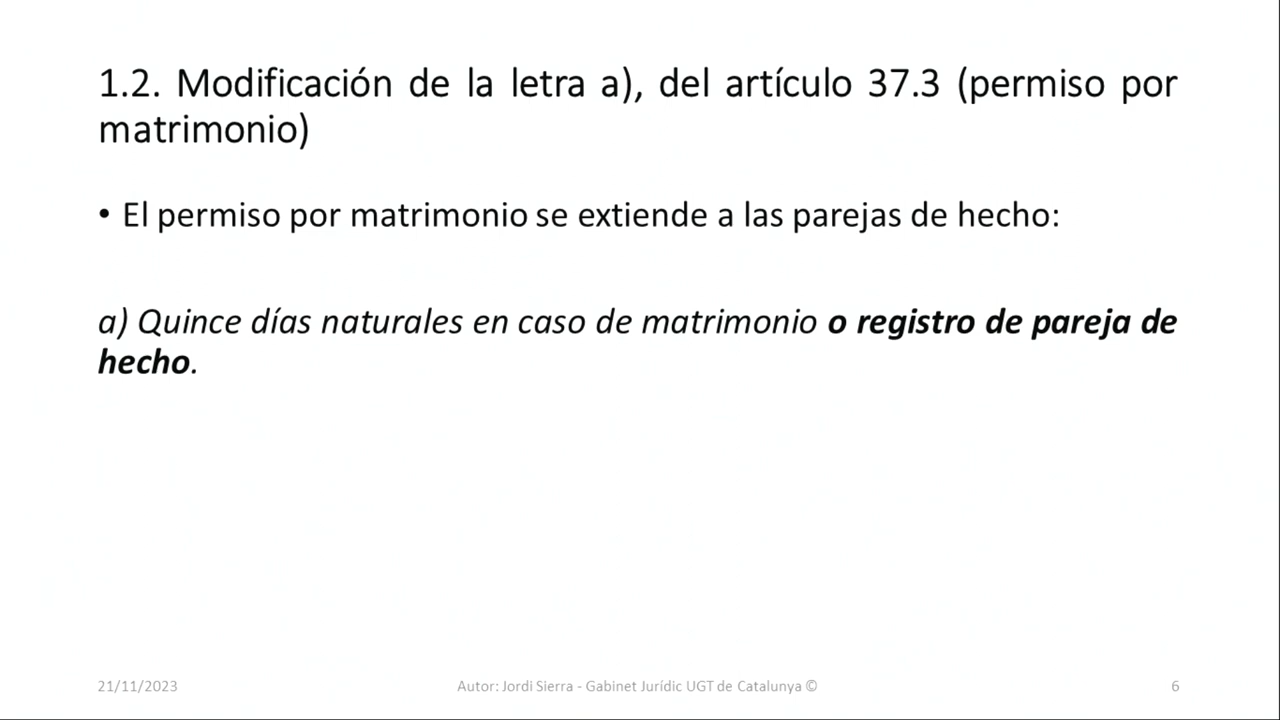 1.2. Modificación de la letra a), del artículo 37.3 (permiso por
matrimonio)
• El permiso por matrimonio se extiende a las parejas de hecho:
a) Quince días naturales en caso de matrimonio o registro de pareja de
hecho.
21/11/2023
Autor: Jordi Sierra - Gabinet Jurídic UGT de Catalunya ©
6